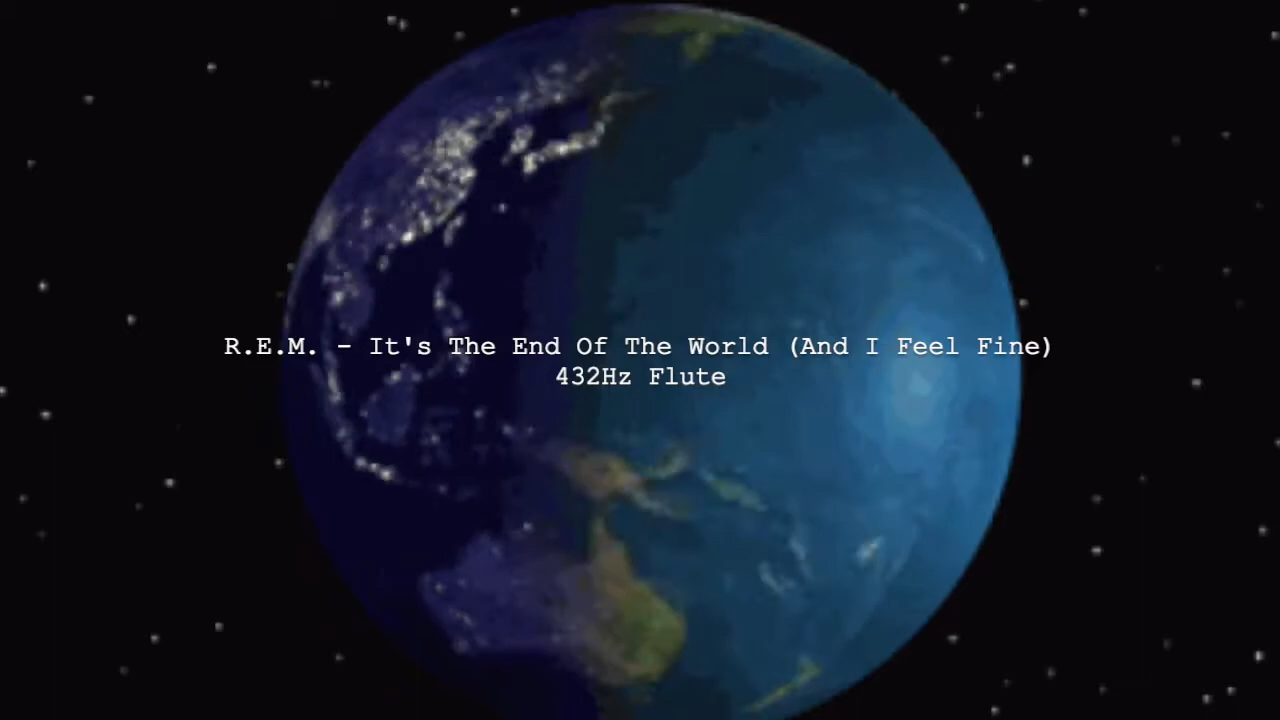 R.E.M. - It's The End Of The World (And I Feel Fine)
432Hz Flute